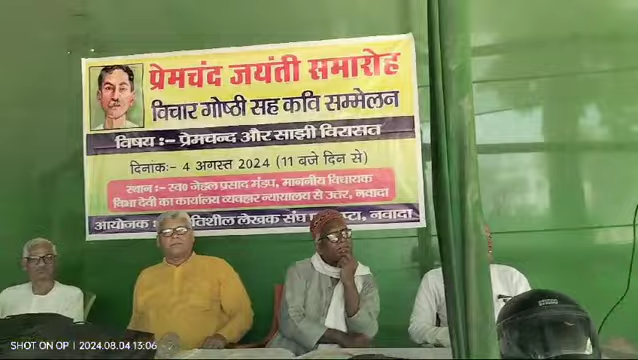 प्रेमचंद जयंती समारोह
विचार गोष्ठी सह कवि सम्मेलन
विषय :- प्रेमचन्द और साझी विरासत
दिनांक:- 4 अगस्त 2024 (11 बजे दिन से)
स्थान :- स्व० नेहल प्रसाद मंडप, माननीय विधायक
विभा देवी का कार्यालय व्यवहार न्यायालय से उत्तर, नवादा
आयोजक लेखक संघ नवादा
SHOT ON OP | 2024.08.04 13:06